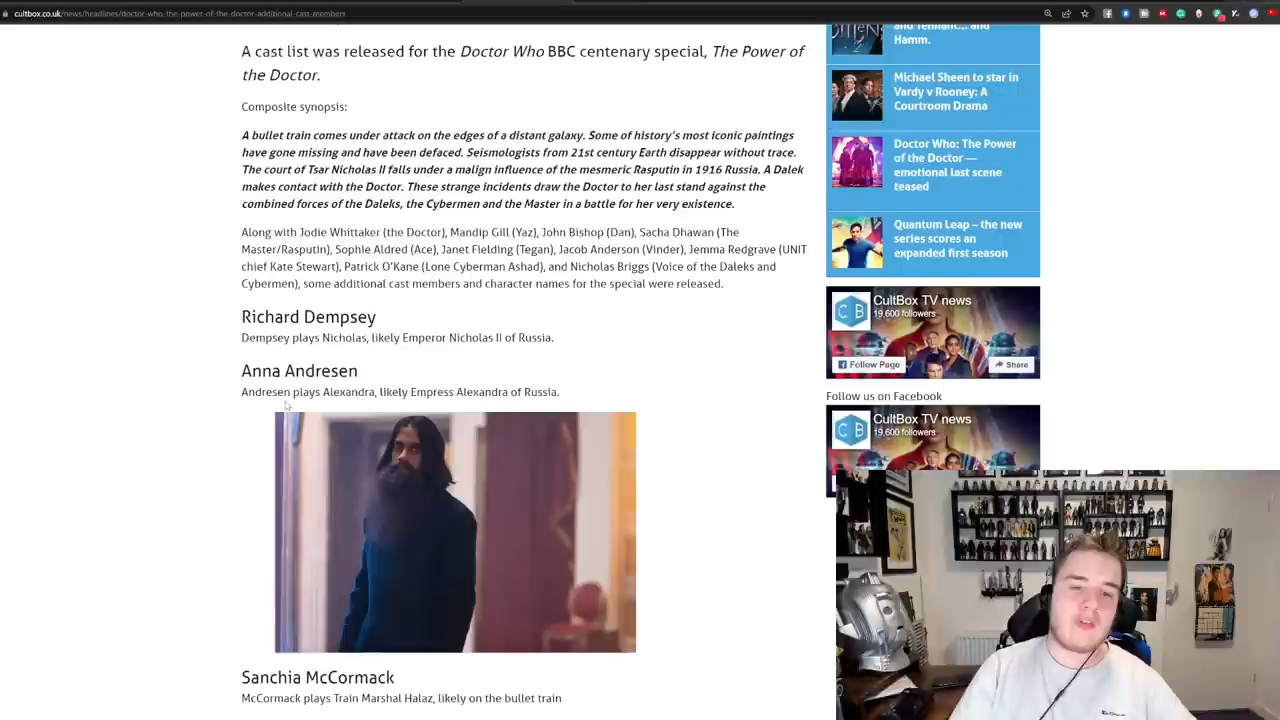 cultbox.co.uk/news/headlines/doctor-who-the-power-of-the-doctor-additional-cast-members
A cast list was released for the Doctor Who BBC centenary special, The Power of
the Doctor.
Composite synopsis:
A bullet train comes under attack on the edges of a distant galaxy. Some of history's most iconic paintings
have gone missing and have been defaced. Seismologists from 21st century Earth disappear without trace.
The court of Tsar Nicholas II falls under a malign influence of the mesmeric Rasputin in 1916 Russia. A Dalek
makes contact with the Doctor. These strange incidents draw the Doctor to her last stand against the
combined forces of the Daleks, the Cybermen and the Master in a battle for her very existence.
Along with Jodie Whittaker (the Doctor), Mandip Gill (Yaz), John Bishop (Dan), Sacha Dhawan (The
Master/Rasputin), Sophie Aldred (Ace), Janet Fielding (Tegan), Jacob Anderson (Vinder), Jemma Redgrave (UNIT
chief Kate Stewart), Patrick O'Kane (Lone Cyberman Ashad), and Nicholas Briggs (Voice of the Daleks and
Cybermen), some additional cast members and character names for the special were released.
Richard Dempsey
Dempsey plays Nicholas, likely Emperor Nicholas II of Russia.
Anna Andresen
Andresen plays Alexandra, likely Empress Alexandra of Russia.
Sanchia McCormack
McCormack plays Train Marshal Halaz, likely on the bullet train
and Tennant... and
Hamm.
Michael Sheen to star in
Vardy v Rooney: A
Courtroom Drama
Doctor Who: The Power
of the Doctor —
emotional last scene
teased
Quantum Leap – the new
series scores an
expanded first season
CultBox TV news
19,600 followers
CB
Follow Page
Share
Follow us on Facebook
CultBox TV news
19,600 followers
CB